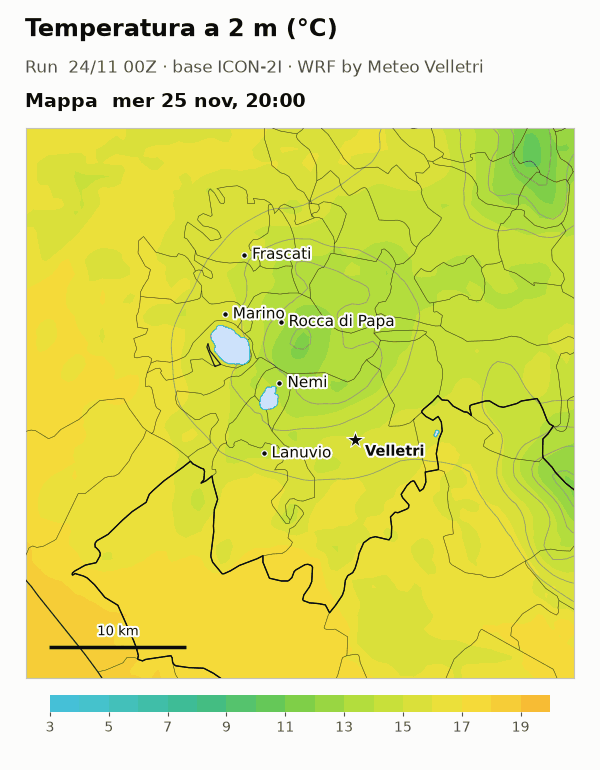 Temperatura a 2 m (°C)
Run  24/11 00Z · base ICON-2I · WRF by Meteo Velletri
Mappa  mer 25 nov, 20:00
Frascati
Marino
Rocca di Papa
Nemi
Velletri
Lanuvio
10 km
3 5 7 9 11 13 15 17 19